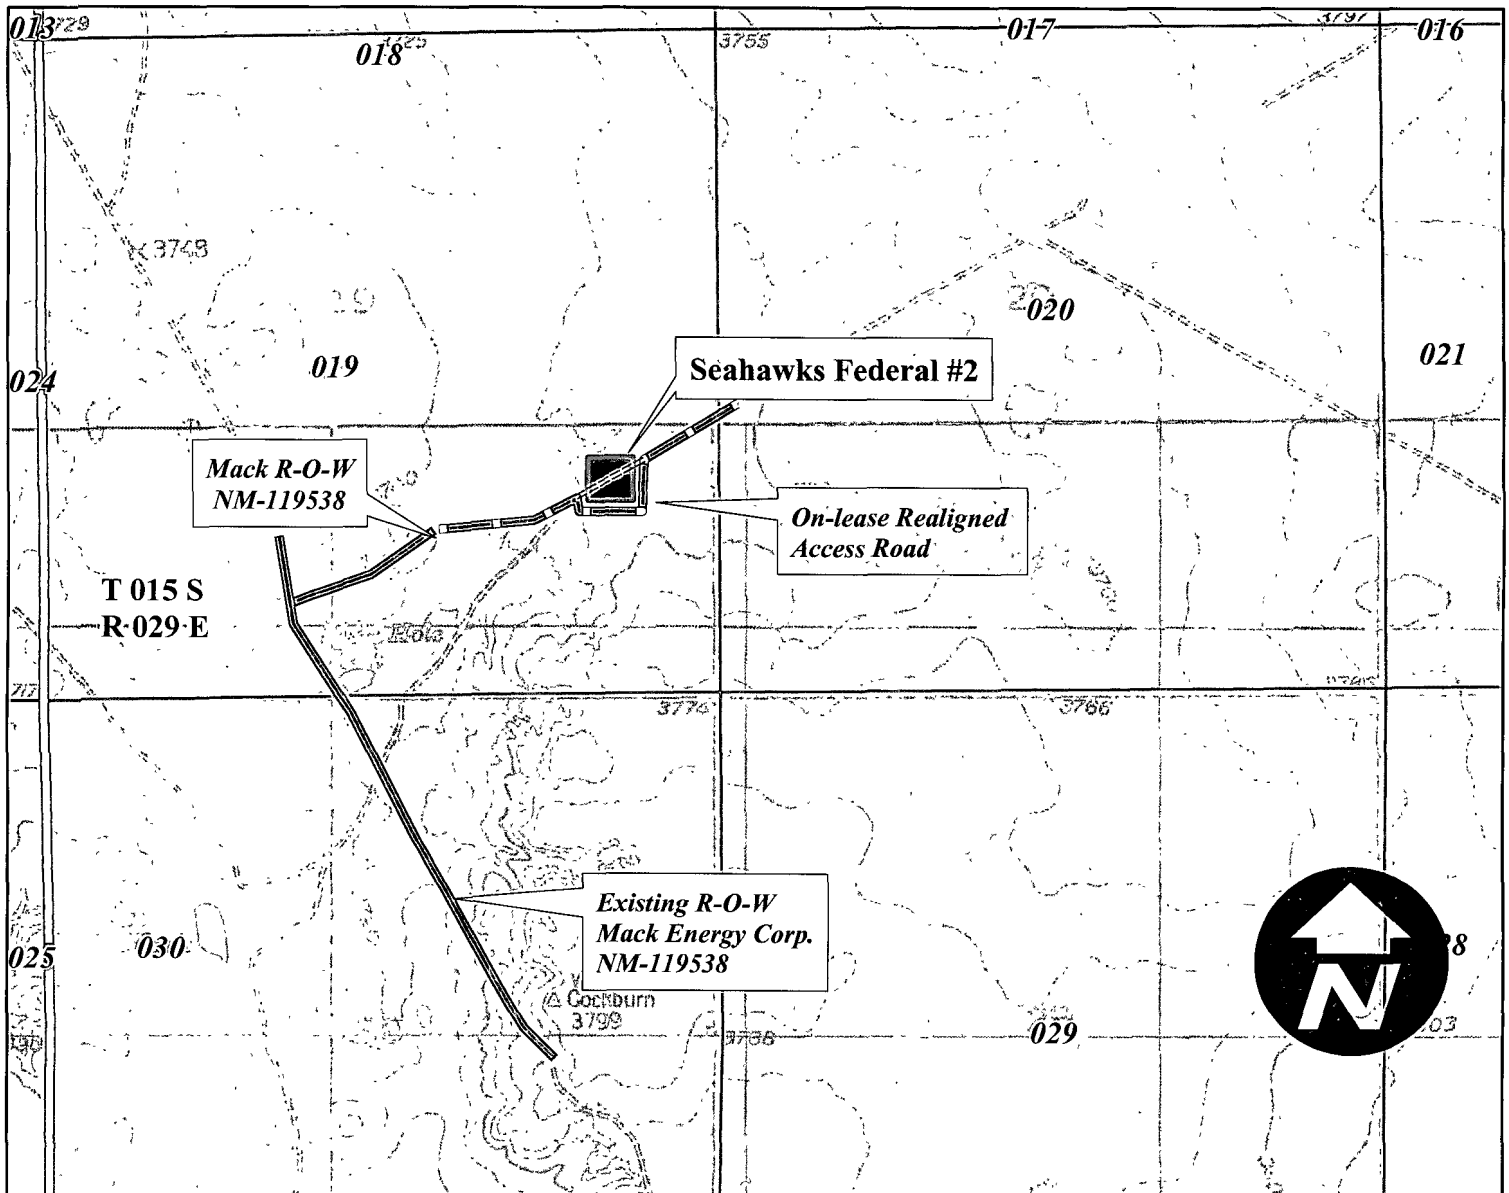 013
3729
018
3755
017
3797
016
3748
020
019
021
024
Seahawks Federal #2
Mack R-O-W
NM-119538
On-lease Realigned
Access Road
T 015 S
R 029 E
3774
3766
Existing R-O-W
Mack Energy Corp.
NM-119538
025
030
Cockburn
3799
029
N